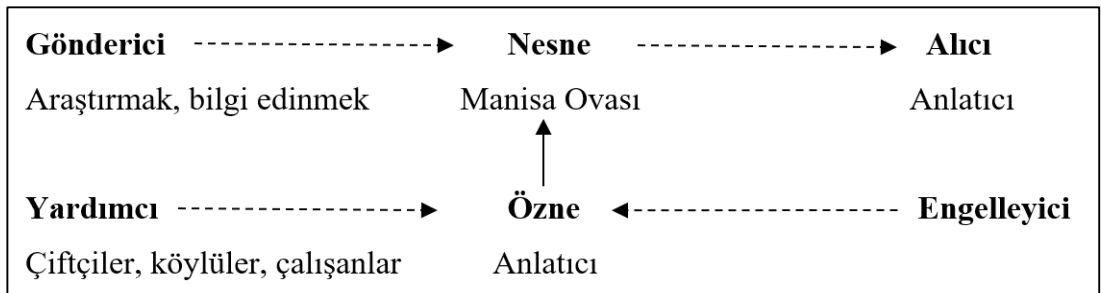 Gönderici Nesne Alıcı
Araştırmak, bilgi edinmek Manisa Ovası Anlatıcı
Yardımcı Özne Engelleyici
Çiftçiler, köylüler, çalışanlar Anlatıcı